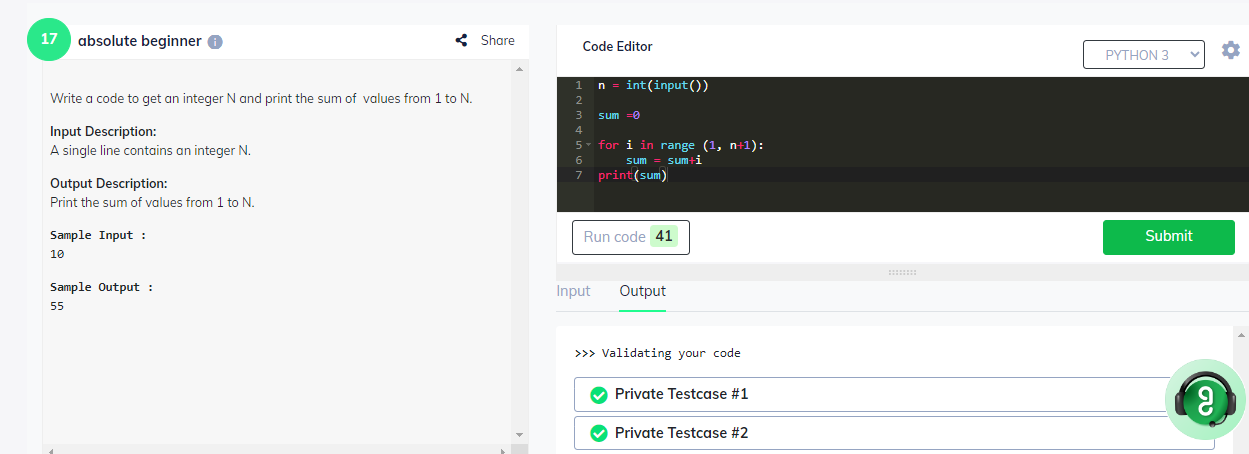 17
absolute beginner
Share
Write a code to get an integer N and print the sum of values from 1 to N.
Input Description:
A single line contains an integer N.
Output Description:
Print the sum of values from 1 to N.
Sample Input :
10
Sample Output :
55
Code Editor
PYTHON 3
1 n = int(input())
2
3 sum =0
4
5 for i in range (1, n+1):
6     sum = sum+i
7 print(sum)
Run code 41
Submit
Input Output
>>> Validating your code
Private Testcase #1
Private Testcase #2